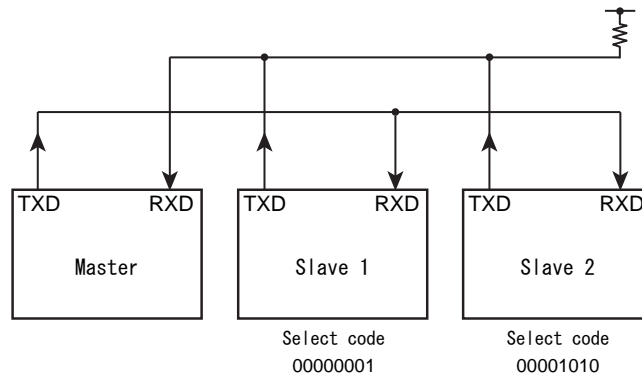 TXD RXD
Master
TXD RXD
Slave 1
Select code
00000001
TXD RXD
Slave 2
Select code
00001010